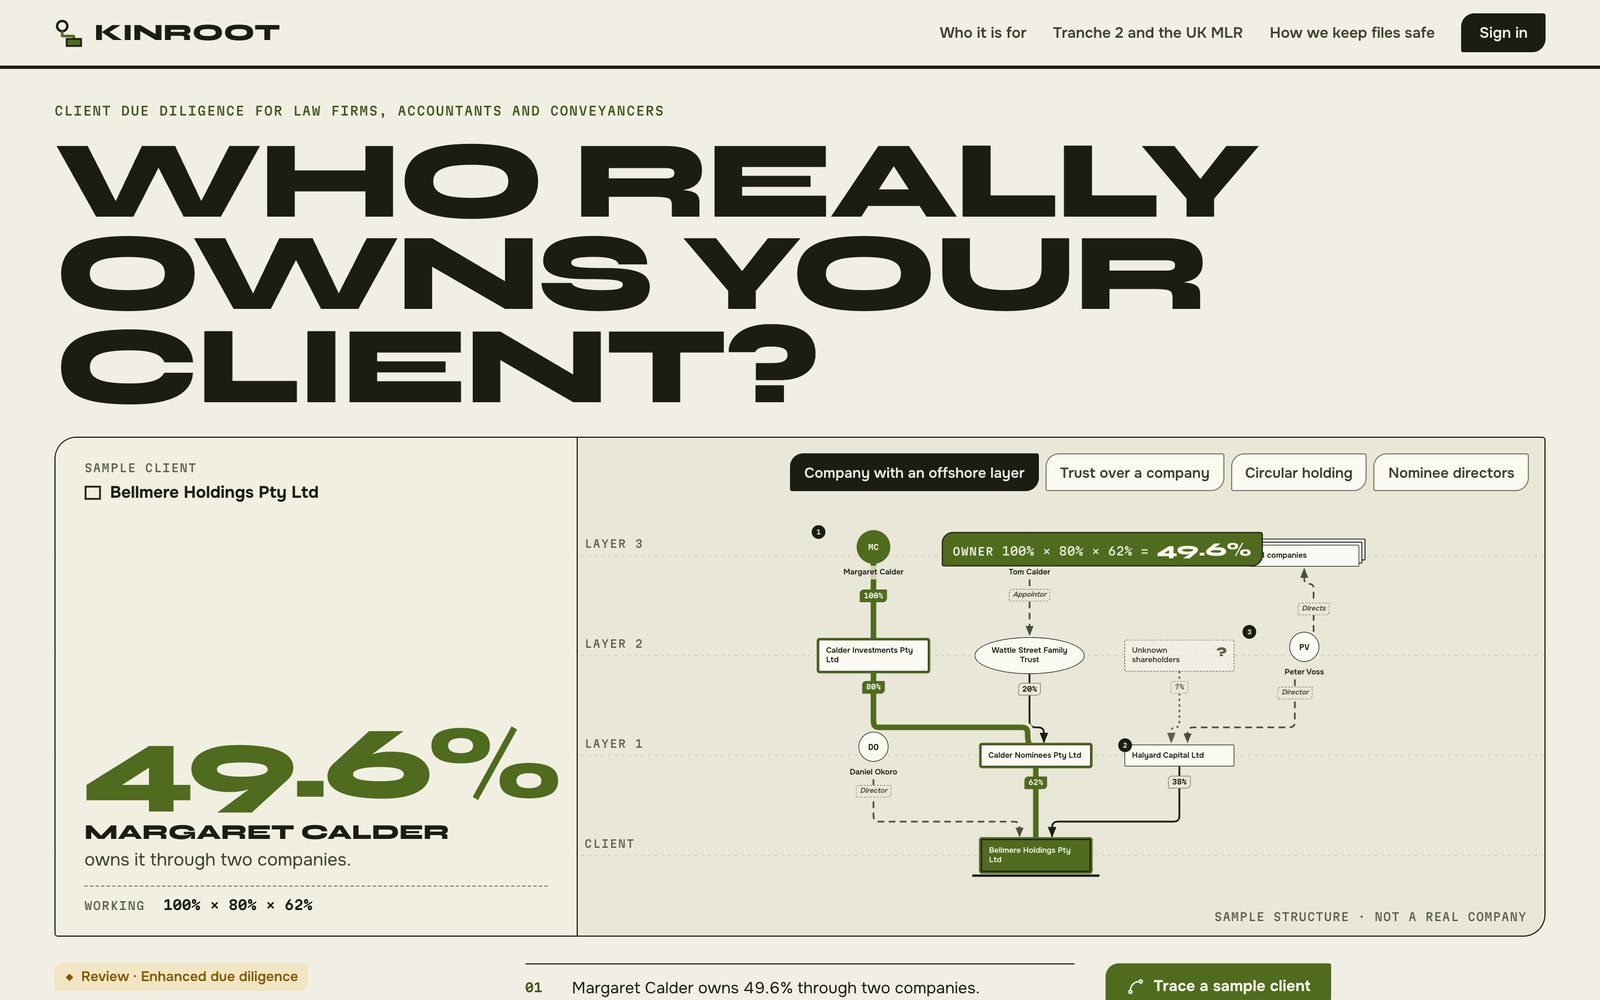 KINROOT
Who it is for
Tranche 2 and the UK MLR
How we keep files safe
Sign in
CLIENT DUE DILIGENCE FOR LAW FIRMS, ACCOUNTANTS AND CONVEYANCERS
WHO REALLY
OWNS YOUR
CLIENT?
SAMPLE CLIENT
Bellmere Holdings Pty Ltd
49.6%
MARGARET CALDER
owns it through two companies.
WORKING 100% × 80% × 62%
Company with an offshore layer
Trust over a company
Circular holding
Nominee directors
LAYER 3
1
MC
Margaret Calder
100%
OWNER 100% × 80% × 62% = 49.6%
companies
Tom Calder
Appointor
Directs
LAYER 2
Calder Investments Pty
Ltd
80%
Wattle Street Family
Trust
20%
Unknown
shareholders
?
3
?%
PV
Peter Voss
Director
LAYER 1
DO
Daniel Okoro
Director
Calder Nominees Pty Ltd
62%
2
Halyard Capital Ltd
38%
CLIENT
Bellmere Holdings Pty
Ltd
SAMPLE STRUCTURE · NOT A REAL COMPANY
Review · Enhanced due diligence
01 Margaret Calder owns 49.6% through two companies.
Trace a sample client